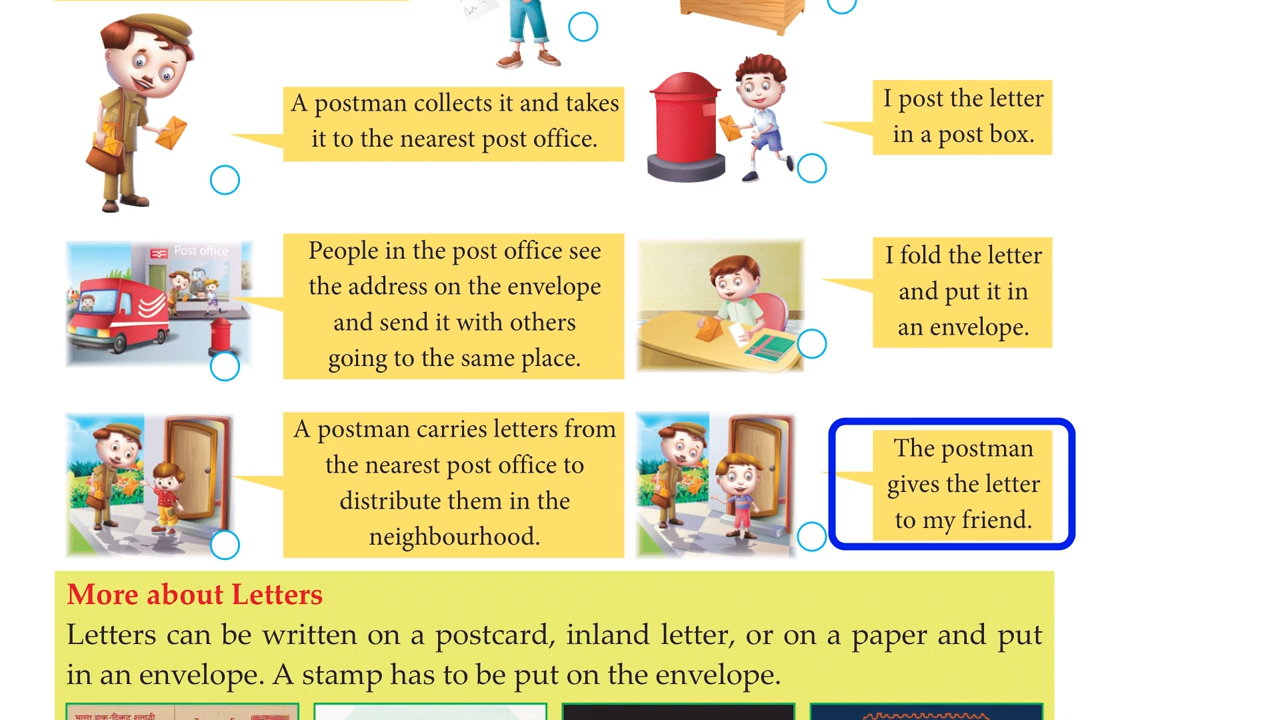 A postman collects it and takes
it to the nearest post office.
I post the letter
in a post box.
Post office
People in the post office see
the address on the envelope
and send it with others
going to the same place.
I fold the letter
and put it in
an envelope.
A postman carries letters from
the nearest post office to
distribute them in the
neighbourhood.
The postman
gives the letter
to my friend.
More about Letters
Letters can be written on a postcard, inland letter, or on a paper and put
in an envelope. A stamp has to be put on the envelope.